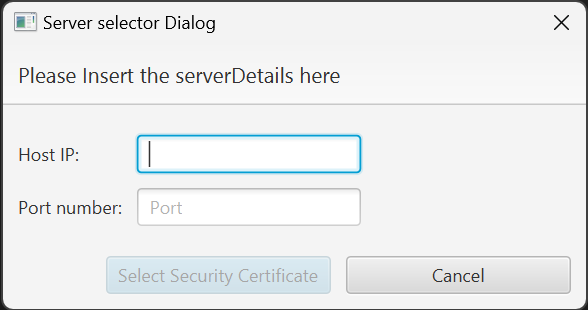 Server selector Dialog
Please Insert the serverDetails here
Host IP:
Port number: Port
Select Security Certificate Cancel